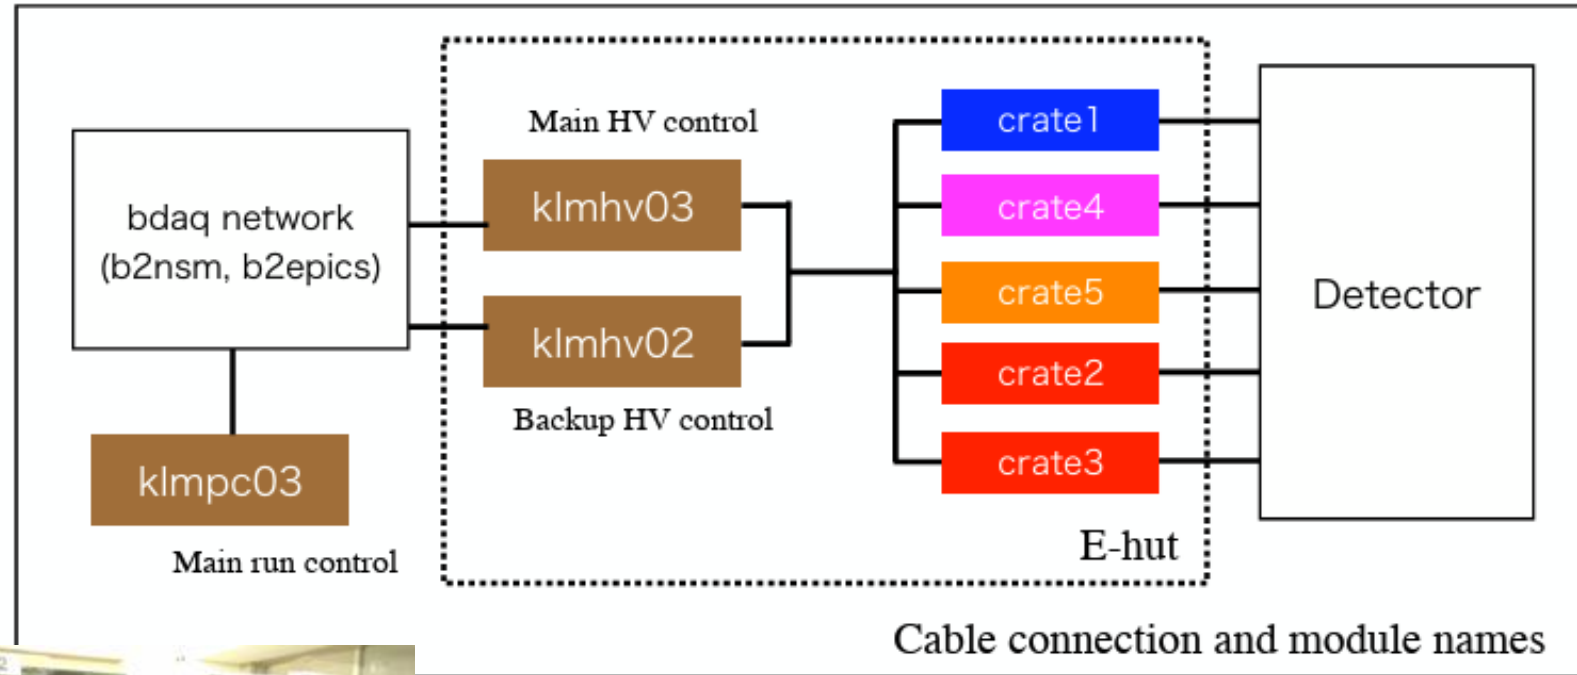 Main HV control
crate1
klmhv03
crate4
bdaq network
(b2nsm, b2epics)
crate5
Detector
klmhv02
crate2
Backup HV control
crate3
klmpc03
E-hut
Main run control
Cable connection and module names